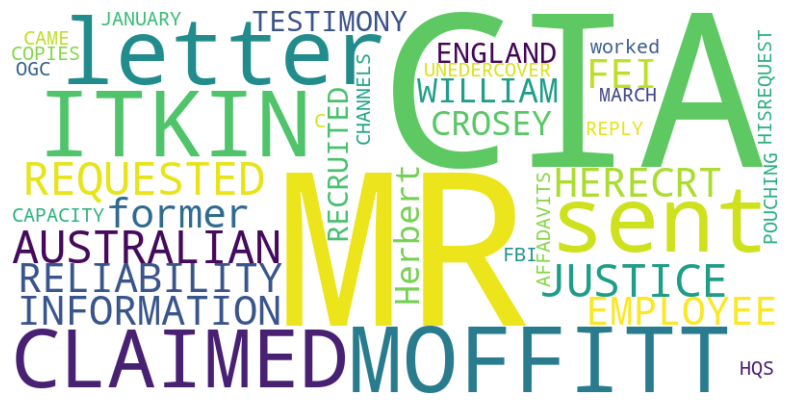 JANUARY
TESTIMONY
CAME
COPIES
OGC
letter
CIA
ENGLAND
worked
UNEDERCOVER
FEI
WILLIAM
MARCH
CROSEY
REPLY
ITKIN
C
CHANNELS
RECRUITED
POUCHING
HISREQUEST
REQUESTED
MR
Herbert
AFFADAVITS
HERECRT
CAPACITY
former
sent
AUSTRALIAN
FBI
RELIABILITY
JUSTICE
INFORMATION
EMPLOYEE
CLAIMED
MOFFITT
HQS